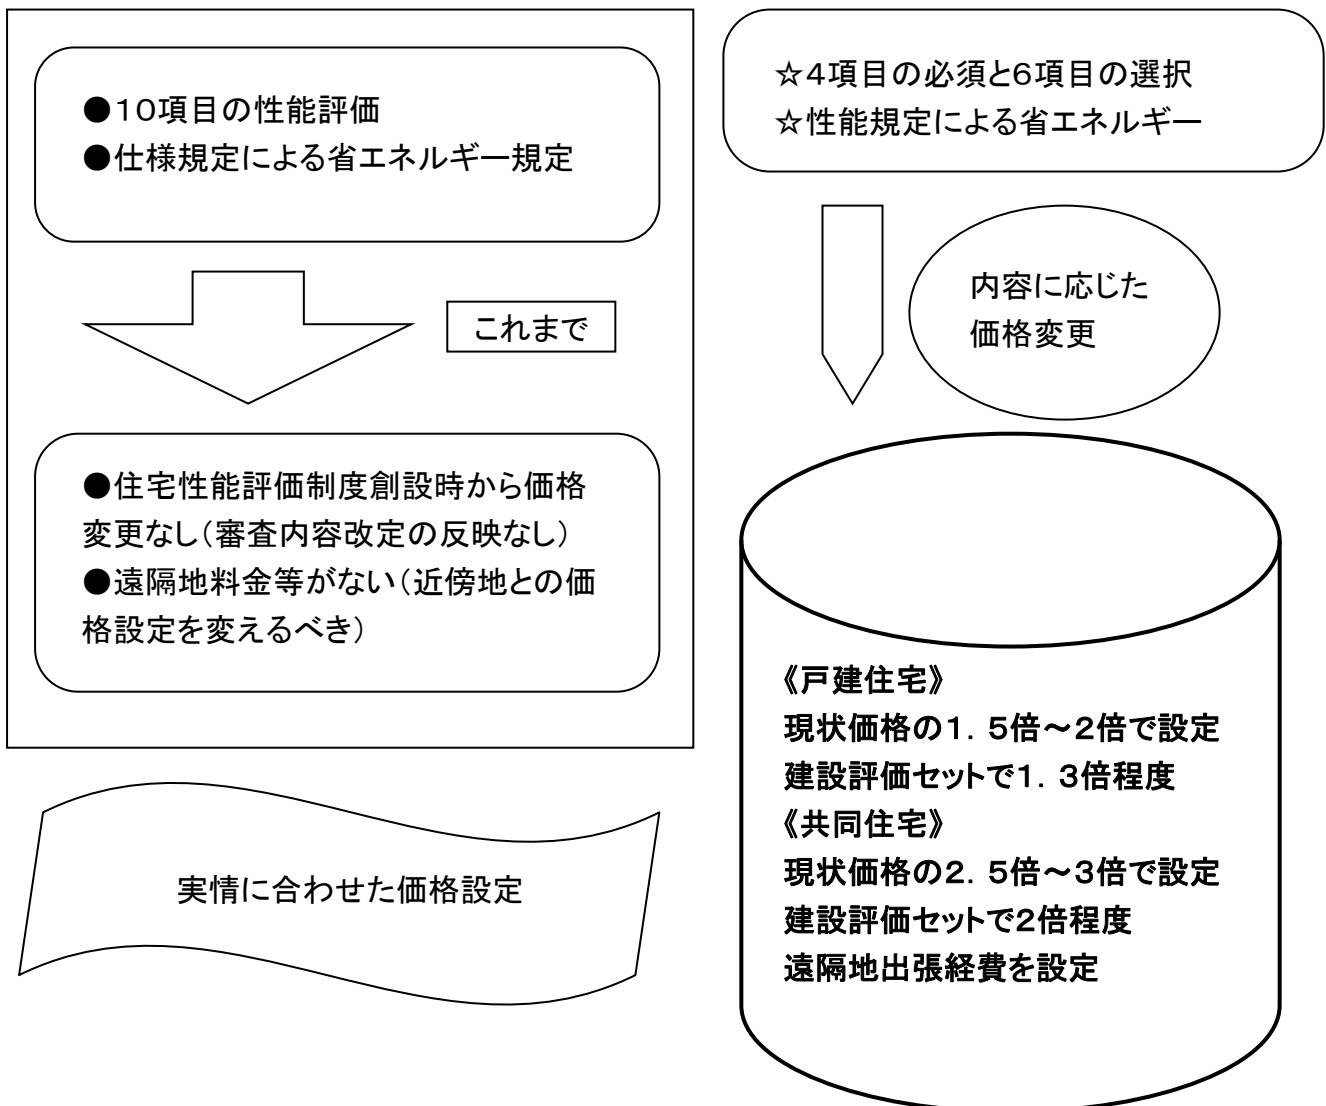 ●10項目の性能評価
●仕様規定による省エネルギー規定
これまで
●住宅性能評価制度創設時から価格
変更なし（審査内容改定の反映なし）
●遠隔地料金等がない（近傍地との価
格設定を変えるべき）
実情に合わせた価格設定
☆4項目の必須と6項目の選択
☆性能規定による省エネルギー
内容に応じた
価格変更
《戸建住宅》
現状価格の1．5倍～2倍で設定
建設評価セットで1．3倍程度
《共同住宅》
現状価格の2．5倍～3倍で設定
建設評価セットで2倍程度
遠隔地出張経費を設定